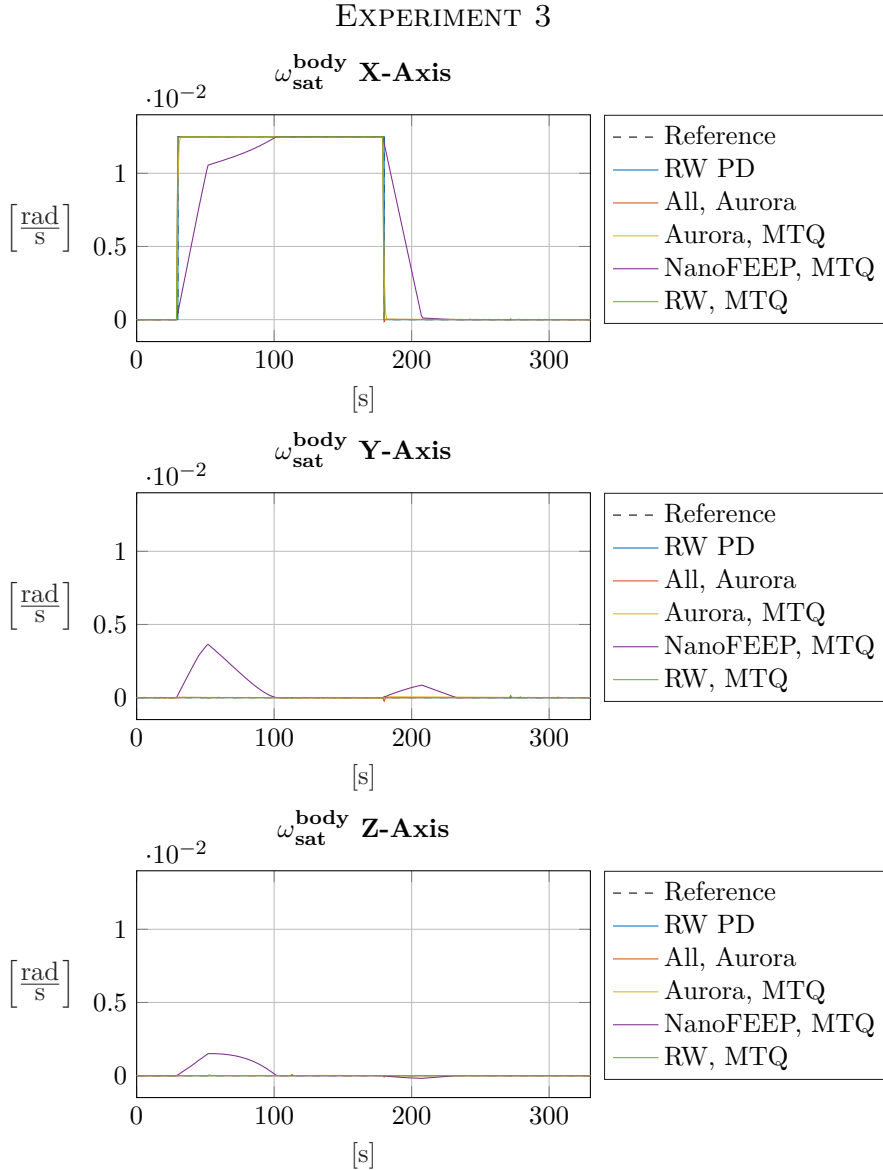 EXPERIMENT 3
ω_sat^body X-Axis
·10⁻²
1
0.5
0
[rad/s]
0 100 200 300
[s]
Reference
RW PD
All, Aurora
Aurora, MTQ
NanoFEEP, MTQ
RW, MTQ
ω_sat^body Y-Axis
·10⁻²
1
0.5
0
[rad/s]
0 100 200 300
[s]
Reference
RW PD
All, Aurora
Aurora, MTQ
NanoFEEP, MTQ
RW, MTQ
ω_sat^body Z-Axis
·10⁻²
1
0.5
0
[rad/s]
0 100 200 300
[s]
Reference
RW PD
All, Aurora
Aurora, MTQ
NanoFEEP, MTQ
RW, MTQ